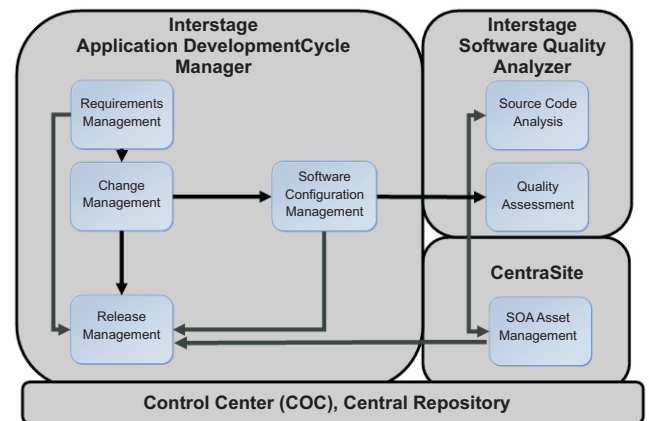 Interstage
Application DevelopmentCycle
Manager
Requirements
Management
Change
Management
Software
Configuration
Management
Release
Management
Interstage
Software Quality
Analyzer
Source Code
Analysis
Quality
Assessment
CentraSite
SOA Asset
Management
Control Center (COC), Central Repository